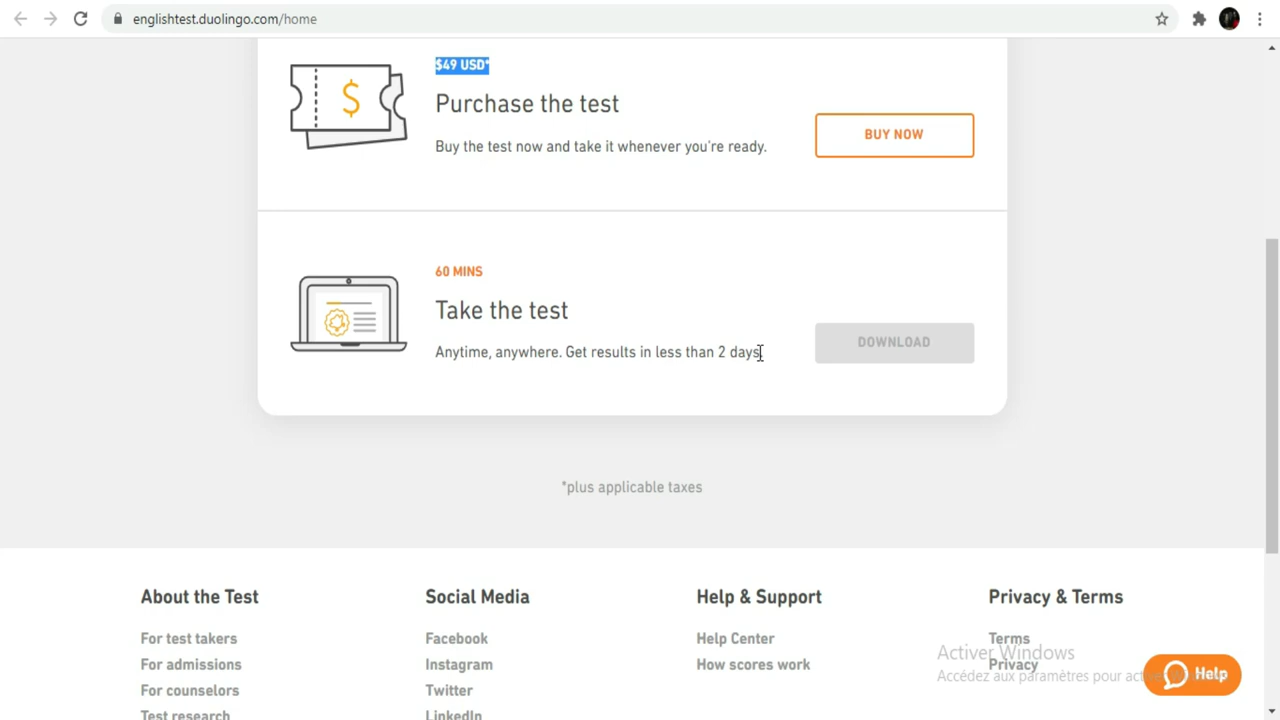 englishtest.duolingo.com/home
$49 USD*
$
Purchase the test
Buy the test now and take it whenever you're ready.
BUY NOW
60 MINS
Take the test
Anytime, anywhere. Get results in less than 2 days.
DOWNLOAD
*plus applicable taxes
About the Test
For test takers
For admissions
For counselors
Test research
Social Media
Facebook
Instagram
Twitter
LinkedIn
Help & Support
Help Center
How scores work
Privacy & Terms
Terms
Privacy
Activer Windows
Accédez aux paramètres pour
Help